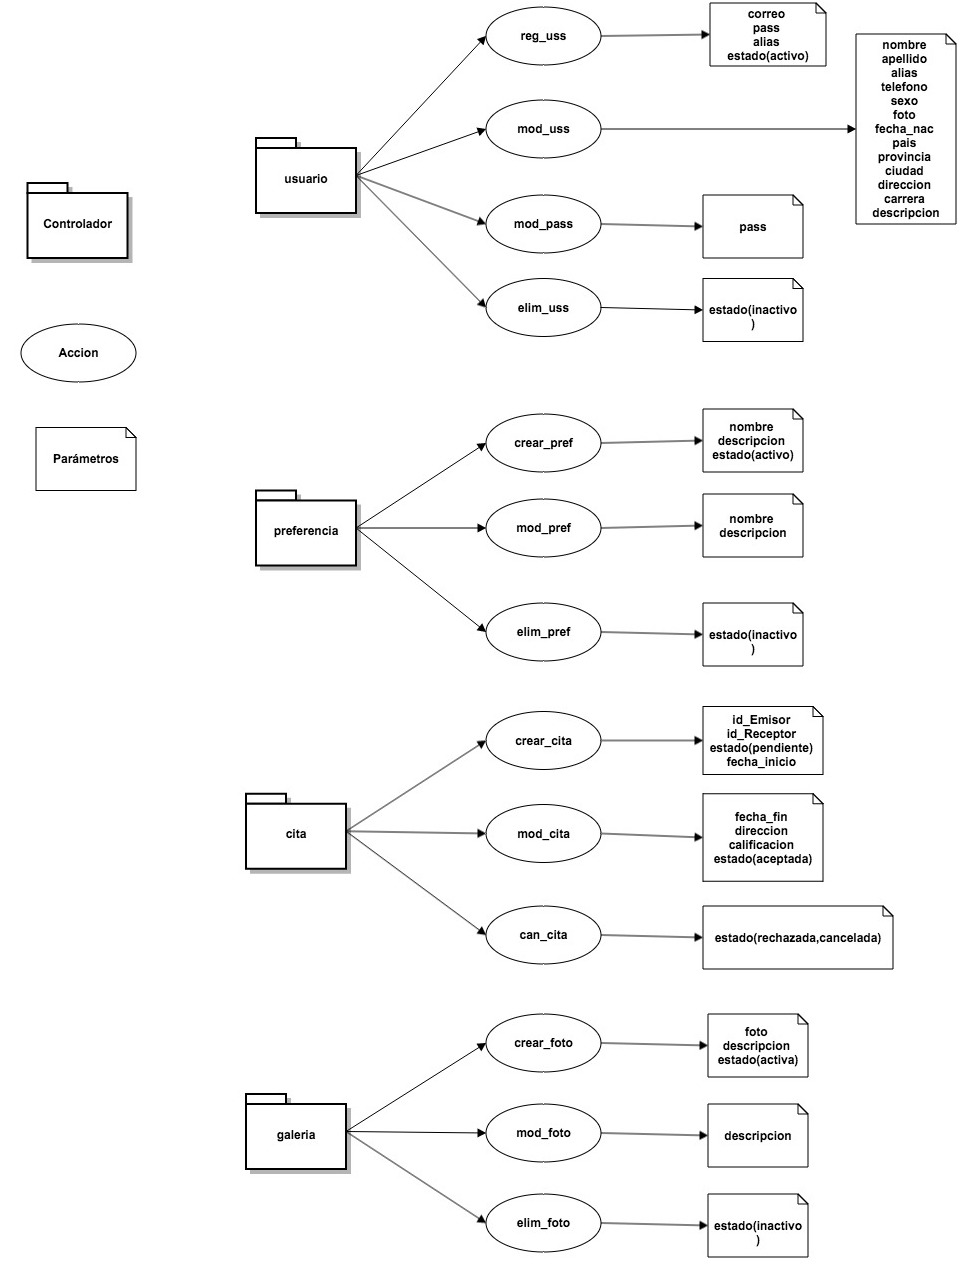 Controlador
Accion
Parámetros
usuario
reg_uss
correo
pass
alias
estado(activo)
mod_uss
nombre
apellido
alias
telefono
sexo
foto
fecha_nac
pais
provincia
ciudad
direccion
carrera
descripcion
mod_pass
pass
elim_uss
estado(inactivo
)
preferencia
crear_pref
nombre
descripcion
estado(activo)
mod_pref
nombre
descripcion
elim_pref
estado(inactivo
)
cita
crear_cita
id_Emisor
id_Receptor
estado(pendiente)
fecha_inicio
mod_cita
fecha_fin
direccion
calificacion
estado(aceptada)
can_cita
estado(rechazada,cancelada)
galeria
crear_foto
foto
descripcion
estado(activa)
mod_foto
descripcion
elim_foto
estado(inactivo
)